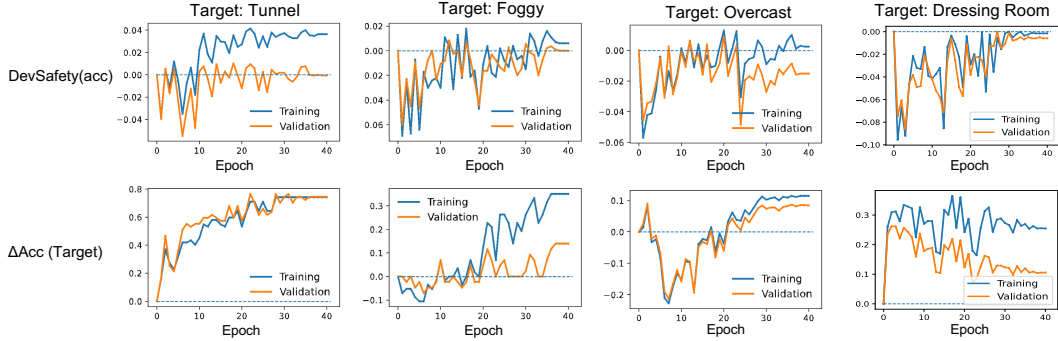 Target: Tunnel
Target: Foggy
Target: Overcast
Target: Dressing Room
DevSafety(acc)
0.04
0.02
0.00
−0.02
−0.04
Training
Validation
0 10 20 30 40
Epoch
0.00
0.02
0.04
0.06
Training
Validation
0 10 20 30 40
Epoch
0.00
−0.02
−0.04
−0.06
Training
Validation
0 10 20 30 40
Epoch
0.00
−0.02
−0.04
−0.06
−0.08
−0.10
Training
Validation
0 10 20 30 40
Epoch
ΔAcc (Target)
0.8
0.6
0.4
0.2
0.0
Training
Validation
0 10 20 30 40
Epoch
0.3
0.2
0.1
0.0
−0.1
Training
Validation
0 10 20 30 40
Epoch
0.1
0.0
−0.1
−0.2
Training
Validation
0 10 20 30 40
Epoch
0.3
0.2
0.1
0.0
Training
Validation
0 10 20 30 40
Epoch